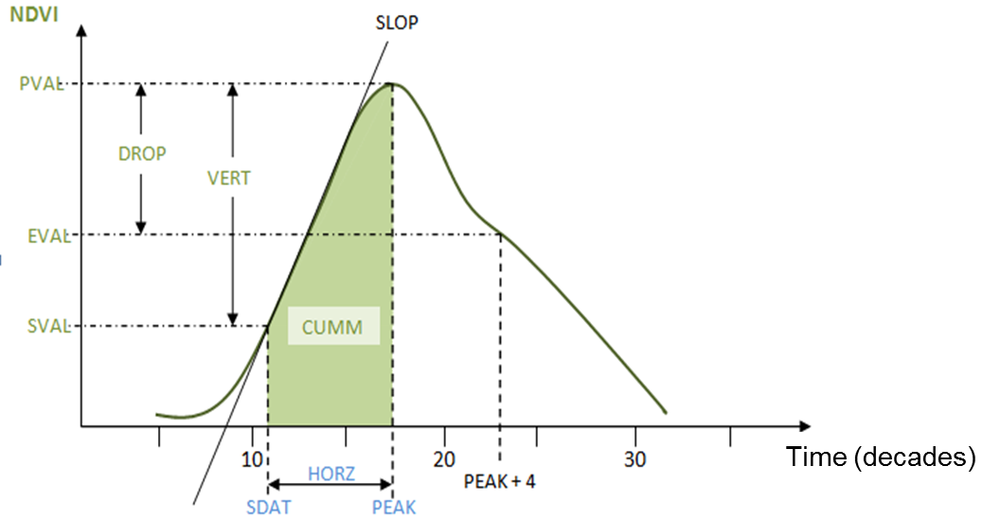 NDVI
SLOP
PVAL
DROP
VERT
EVAL
SVAL
CUMM
10
20
30
Time (decades)
HORZ
PEAK + 4
SDAT
PEAK